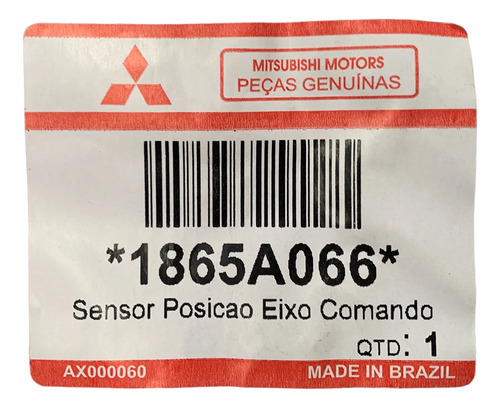 MITSUBISHI MOTORS
PEÇAS GENUÍNAS
*1865A066*
Sensor Posicao Eixo Comando
QTD: 1
AX000060 MADE IN BRAZIL